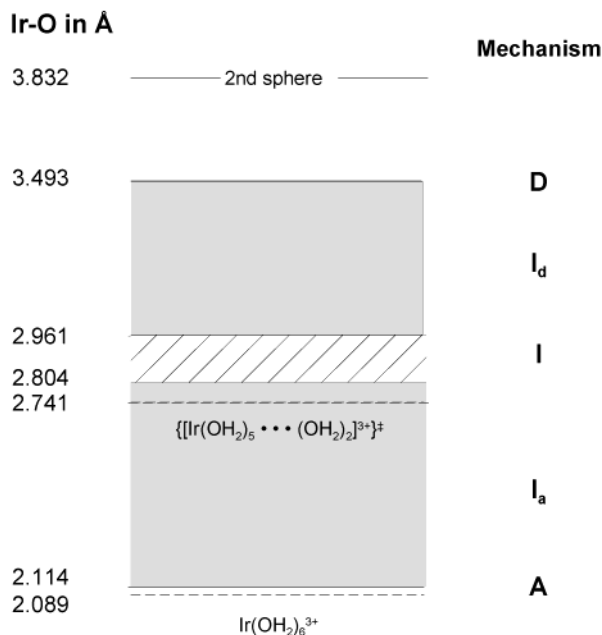 Ir-O in Å
Mechanism
3.832
2nd sphere
3.493
D
I_d
2.961
I
2.804
2.741
{[Ir(OH₂)₅ • • • (OH₂)₂]³⁺}‡
Iₐ
2.114
A
2.089
Ir(OH₂)₆³⁺